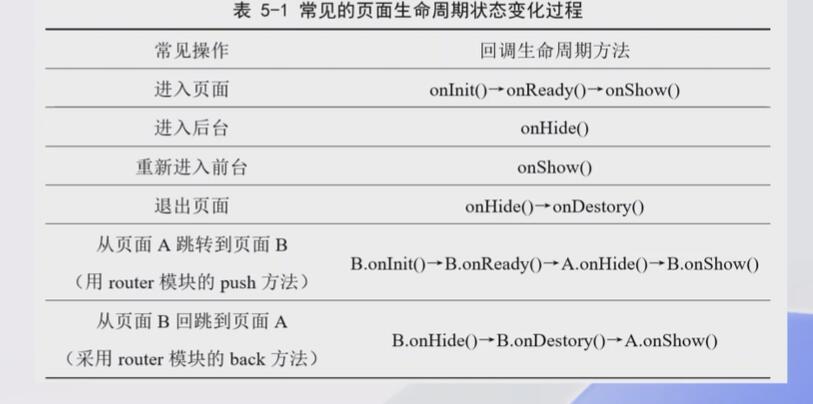 表 5-1 常见的页面生命周期状态变化过程
常见操作 回调生命周期方法
进入页面 onInit()→onReady()→onShow()
进入后台 onHide()
重新进入前台 onShow()
退出页面 onHide()→onDestory()
从页面 A 跳转到页面 B
（用 router 模块的 push 方法） B.onInit()→B.onReady()→A.onHide()→B.onShow()
从页面 B 回跳到页面 A
（采用 router 模块的 back 方法） B.onHide()→B.onDestory()→A.onShow()